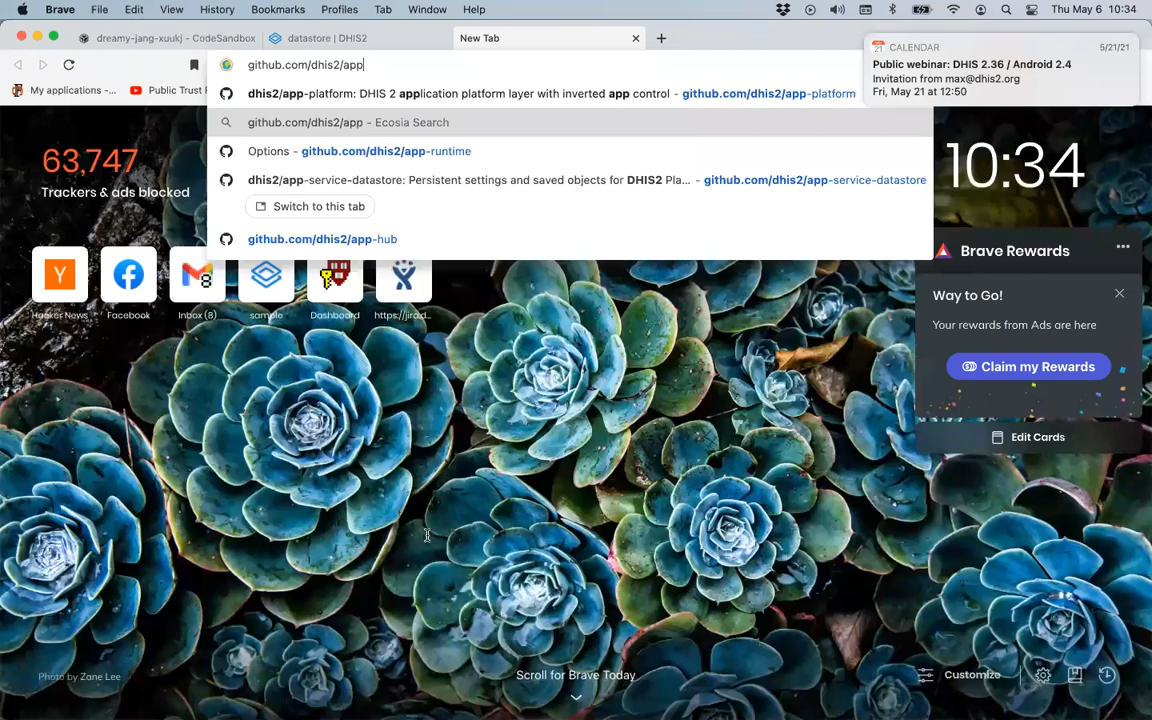 Brave File Edit View History Bookmarks Profiles Tab Window Help Thu May 6 10:34
dreamy-jang-xuukj - CodeSandbox datastore | DHIS2 New Tab
github.com/dhis2/app
My applications -... Public Trust F
CALENDAR 5/21/21
Public webinar: DHIS 2.36 / Android 2.4
Invitation from max@dhis2.org
Fri, May 21 at 12:50
dhis2/app-platform: DHIS 2 application platform layer with inverted app control - github.com/dhis2/app-platform
github.com/dhis2/app - Ecosia Search
Options - github.com/dhis2/app-runtime
dhis2/app-service-datastore: Persistent settings and saved objects for DHIS2 Pla... - github.com/dhis2/app-service-datastore
Switch to this tab
github.com/dhis2/app-hub
63,747
Trackers & ads blocked
10:34
Y
8
Hacker News Facebook Inbox (8) sample Dashboard https://jira.d...
Brave Rewards
Way to Go!
Your rewards from Ads are here
Claim my Rewards
Edit Cards
Photo by Zane Lee
Scroll for Brave Today
Customize